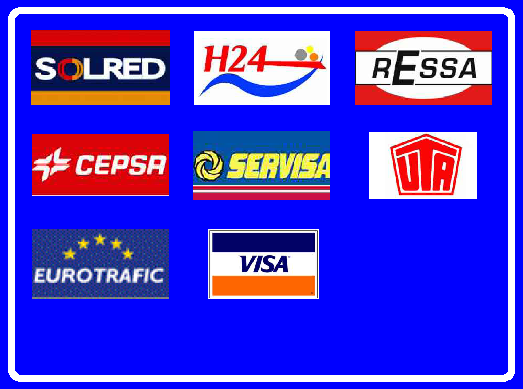 SOLRED
H24
RESSA
CEPSA
SERVISA
UTA
EUROTRAFIC
VISA